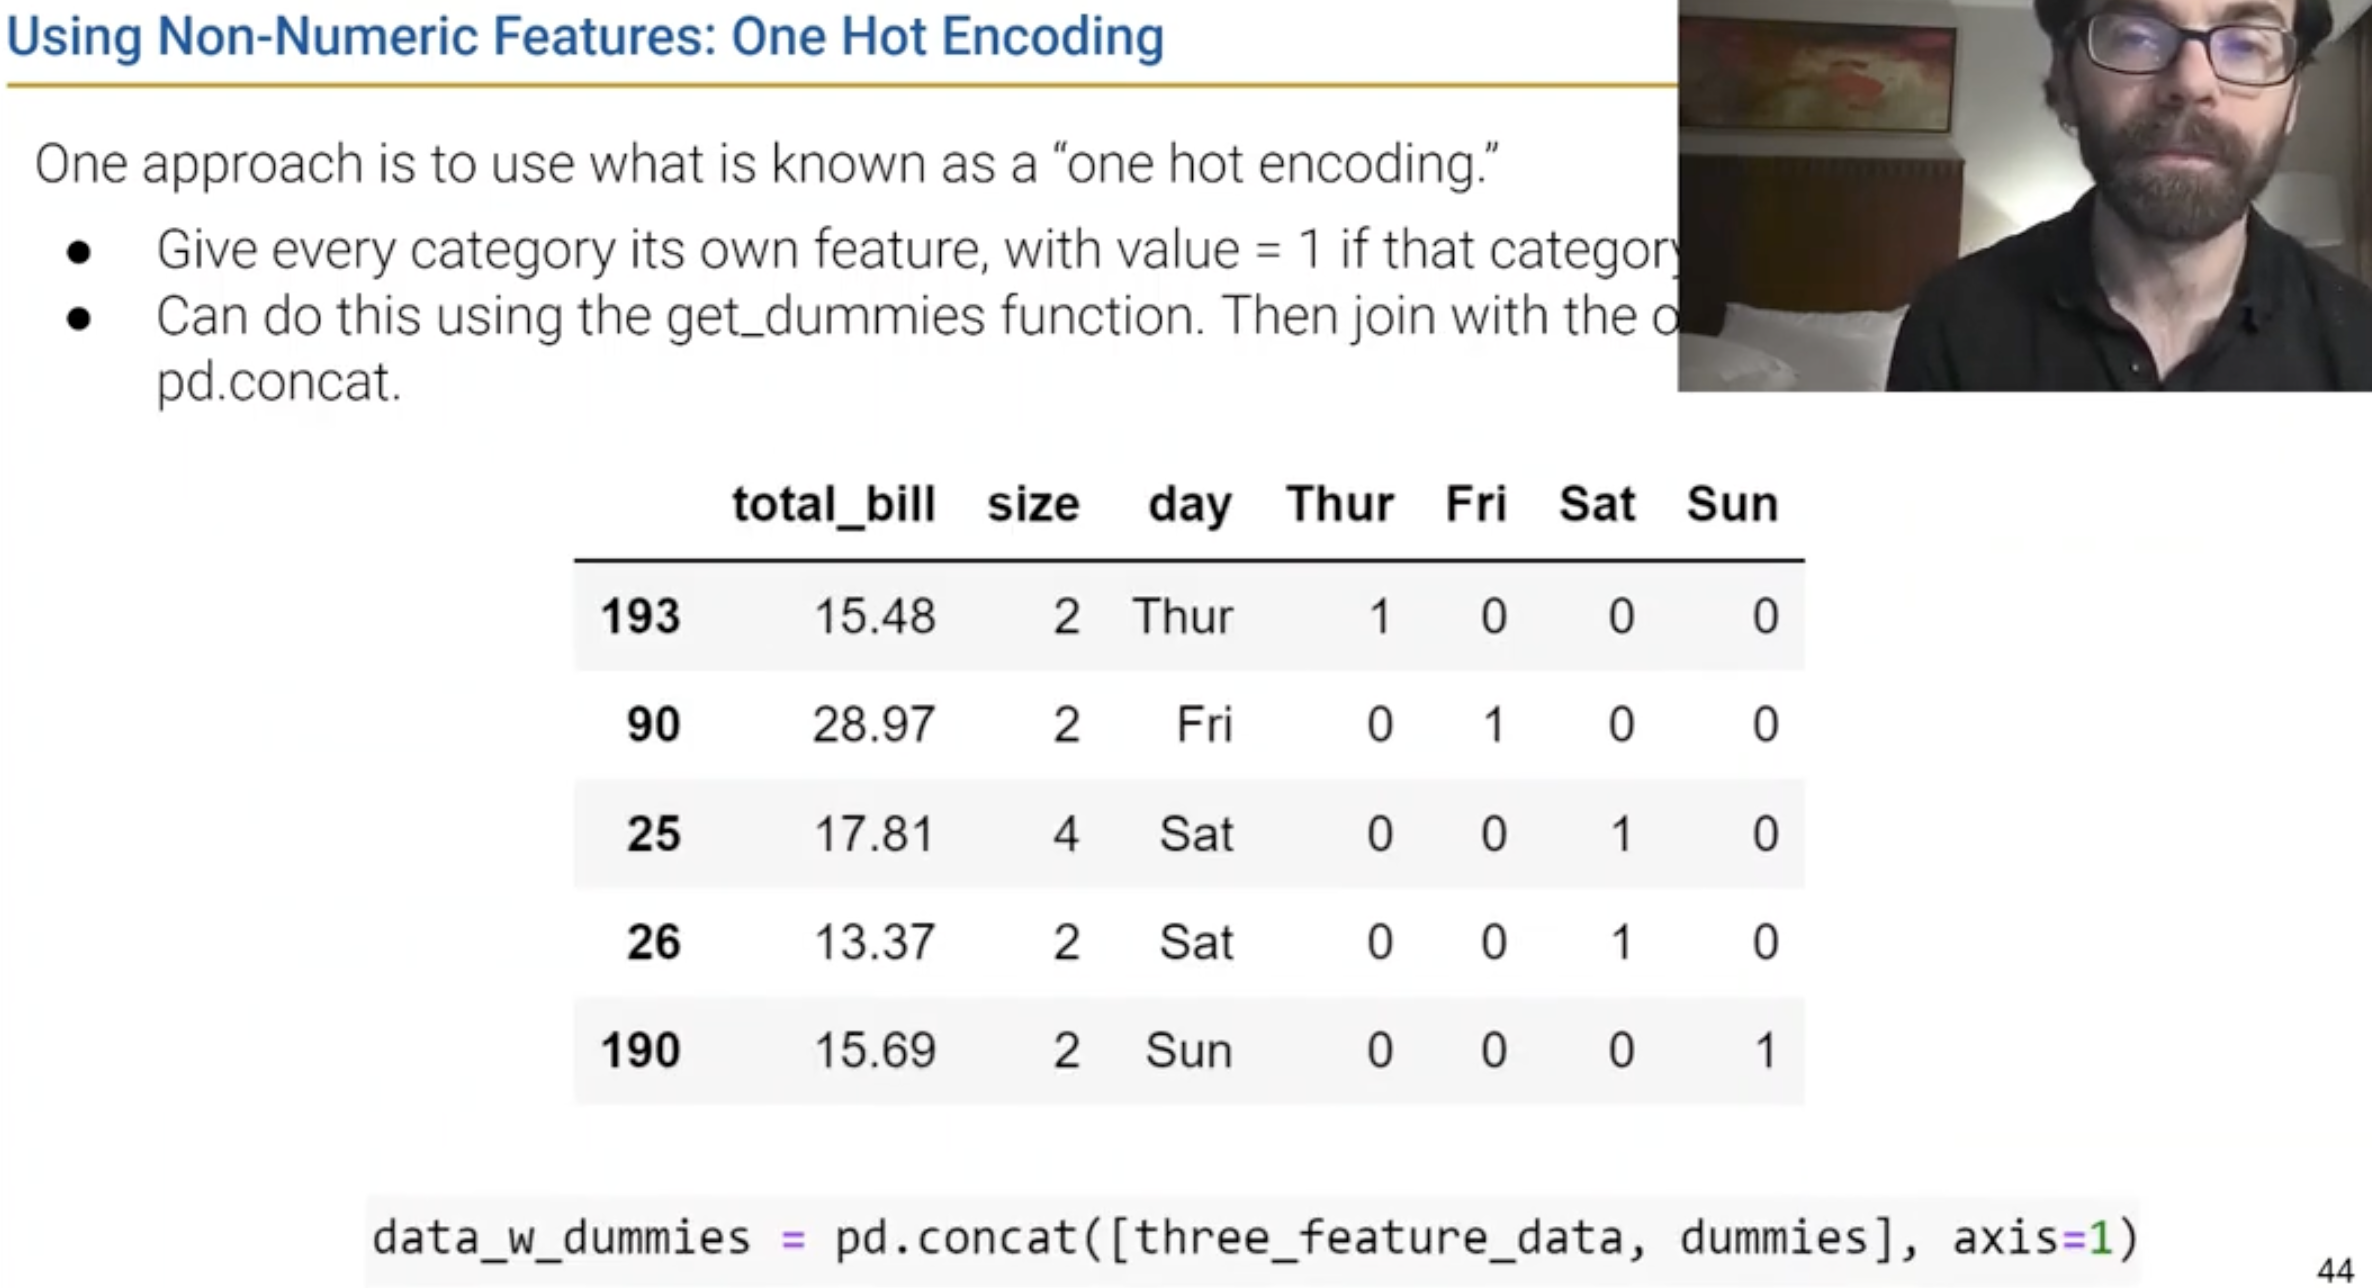 Using Non-Numeric Features: One Hot Encoding
One approach is to use what is known as a “one hot encoding.”
● Give every category its own feature, with value = 1 if that category
● Can do this using the get_dummies function. Then join with the
pd.concat.
total_bill size day Thur Fri Sat Sun
193 15.48 2 Thur 1 0 0 0
90 28.97 2 Fri 0 1 0 0
25 17.81 4 Sat 0 0 1 0
26 13.37 2 Sat 0 0 1 0
190 15.69 2 Sun 0 0 0 1
data_w_dummies = pd.concat([three_feature_data, dummies], axis=1)
44